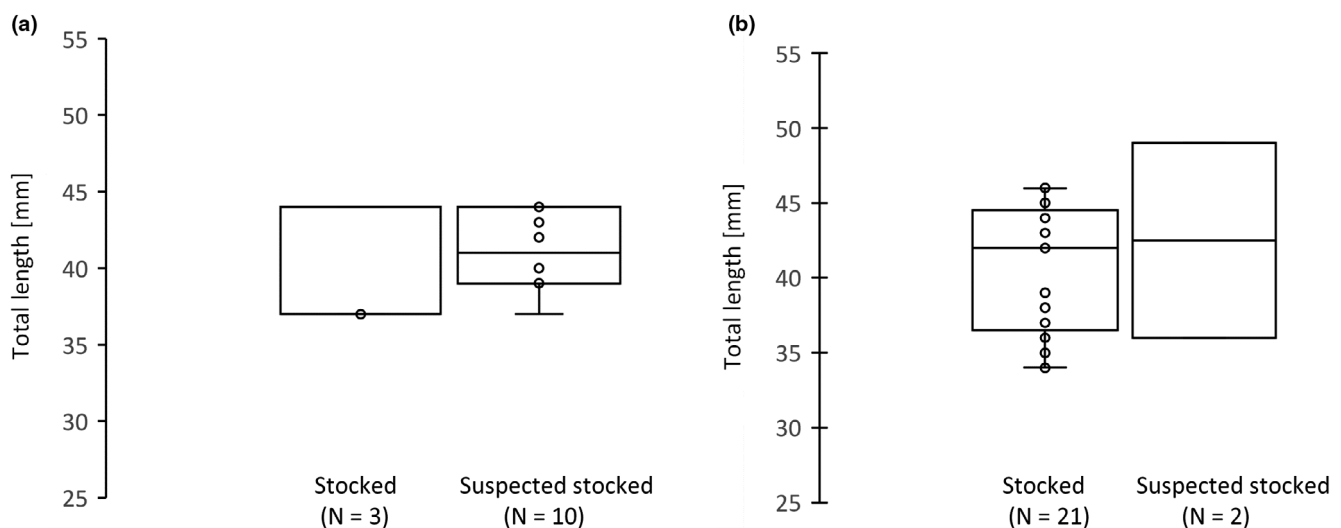 (a)
55
50
45
40
35
30
25
Total length [mm]
Stocked
(N = 3)
Suspected stocked
(N = 10)
(b)
55
50
45
40
35
30
25
Total length [mm]
Stocked
(N = 21)
Suspected stocked
(N = 2)